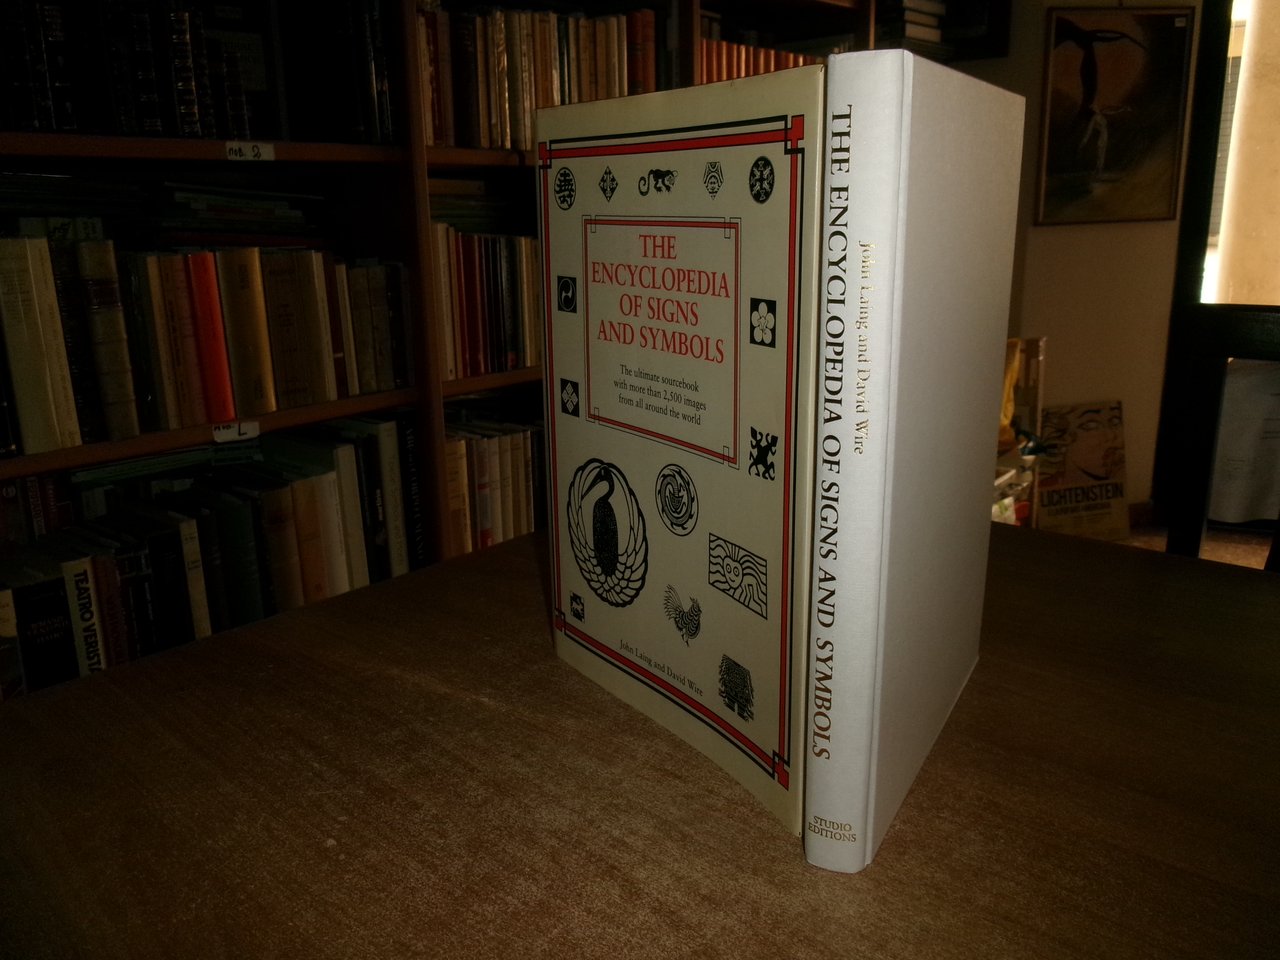 THE
ENCYCLOPEDIA
OF SIGNS
AND SYMBOLS
The ultimate sourcebook
with more than 2,500 images
from all around the world
John Laing and David Wire
THE ENCYCLOPEDIA OF SIGNS AND SYMBOLS
John Laing and David Wire
STUDIO
EDITIONS
TEATRO VERISTA
LICHTENSTEIN